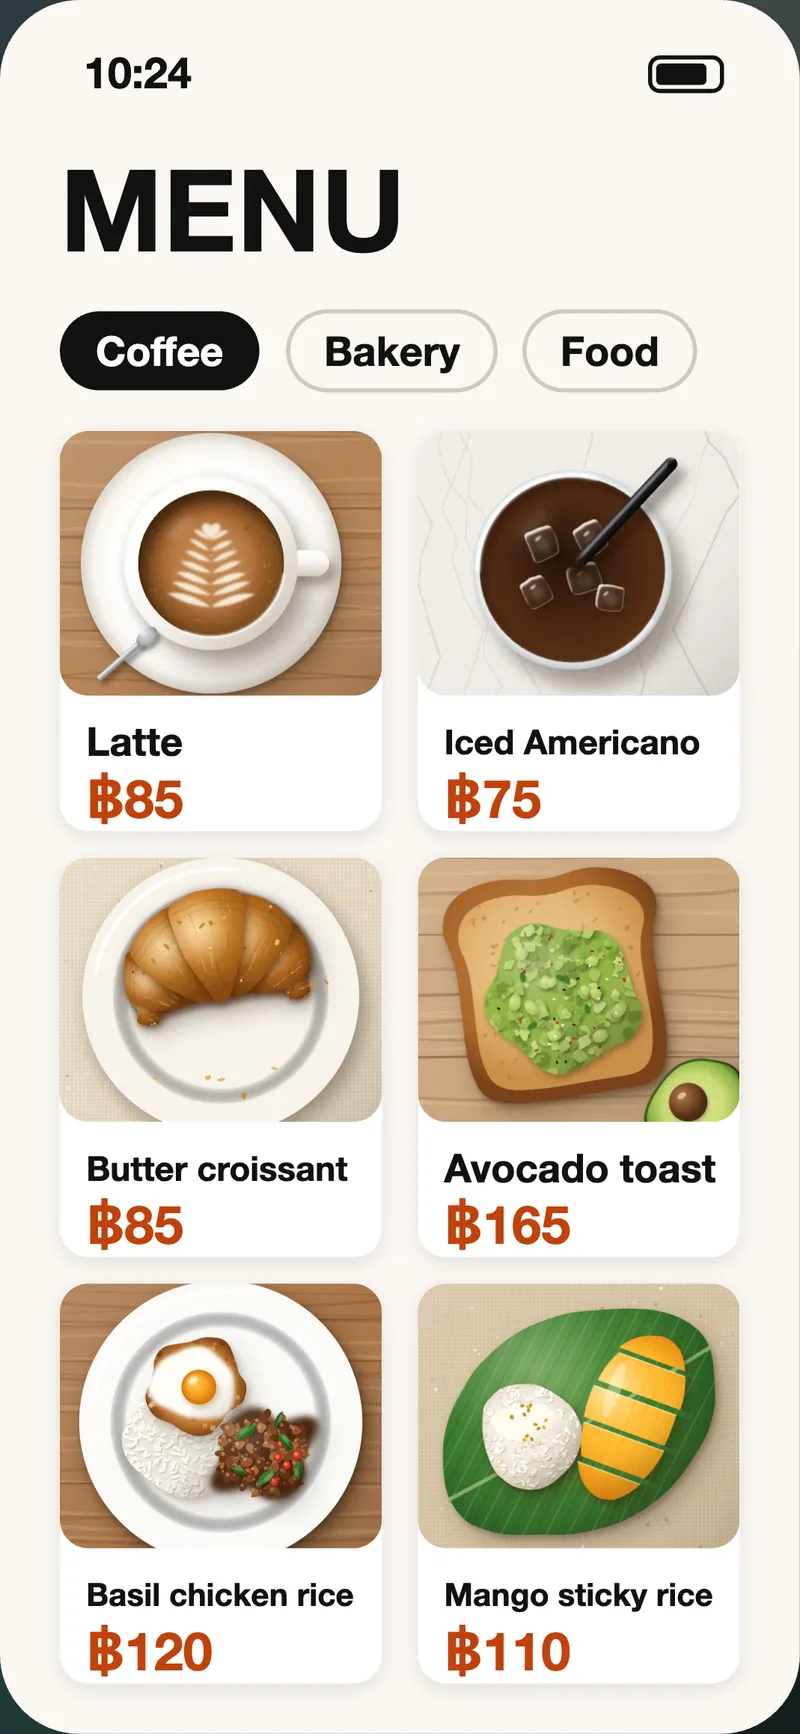 10:24
MENU
Coffee Bakery Food
Latte
฿85
Iced Americano
฿75
Butter croissant
฿85
Avocado toast
฿165
Basil chicken rice
฿120
Mango sticky rice
฿110